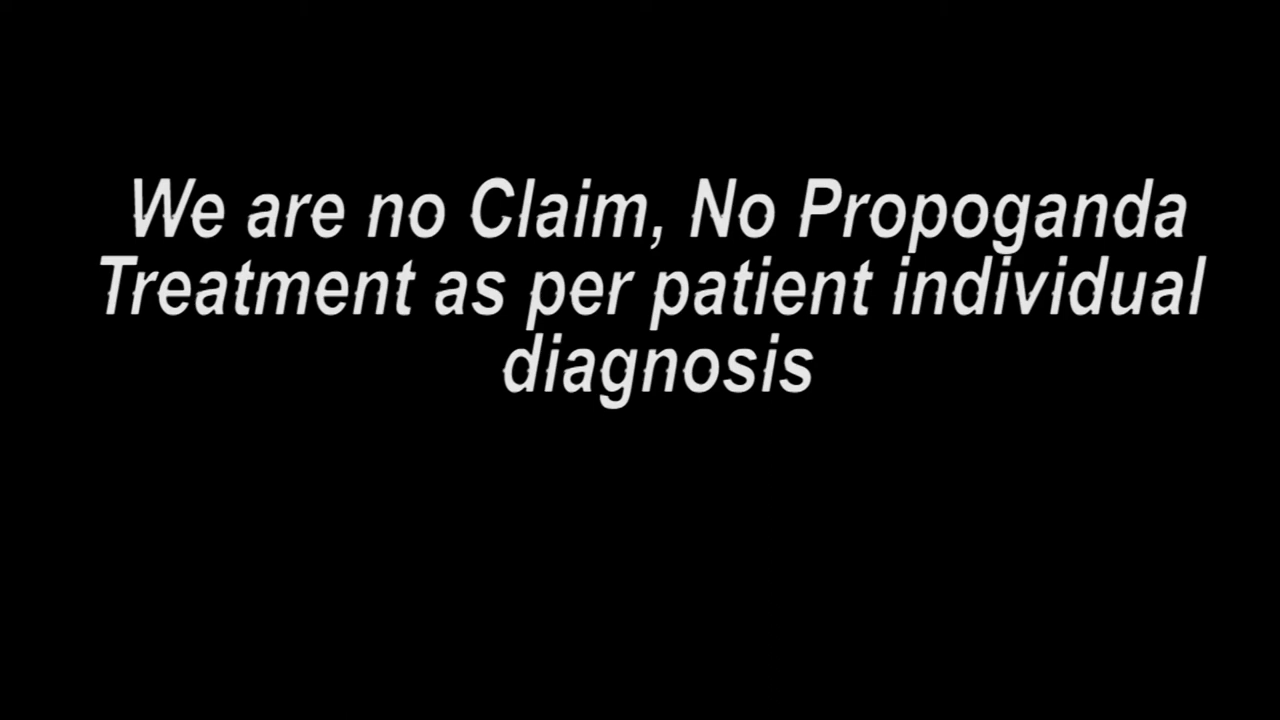 We are no Claim, No Propoganda
Treatment as per patient individual
diagnosis